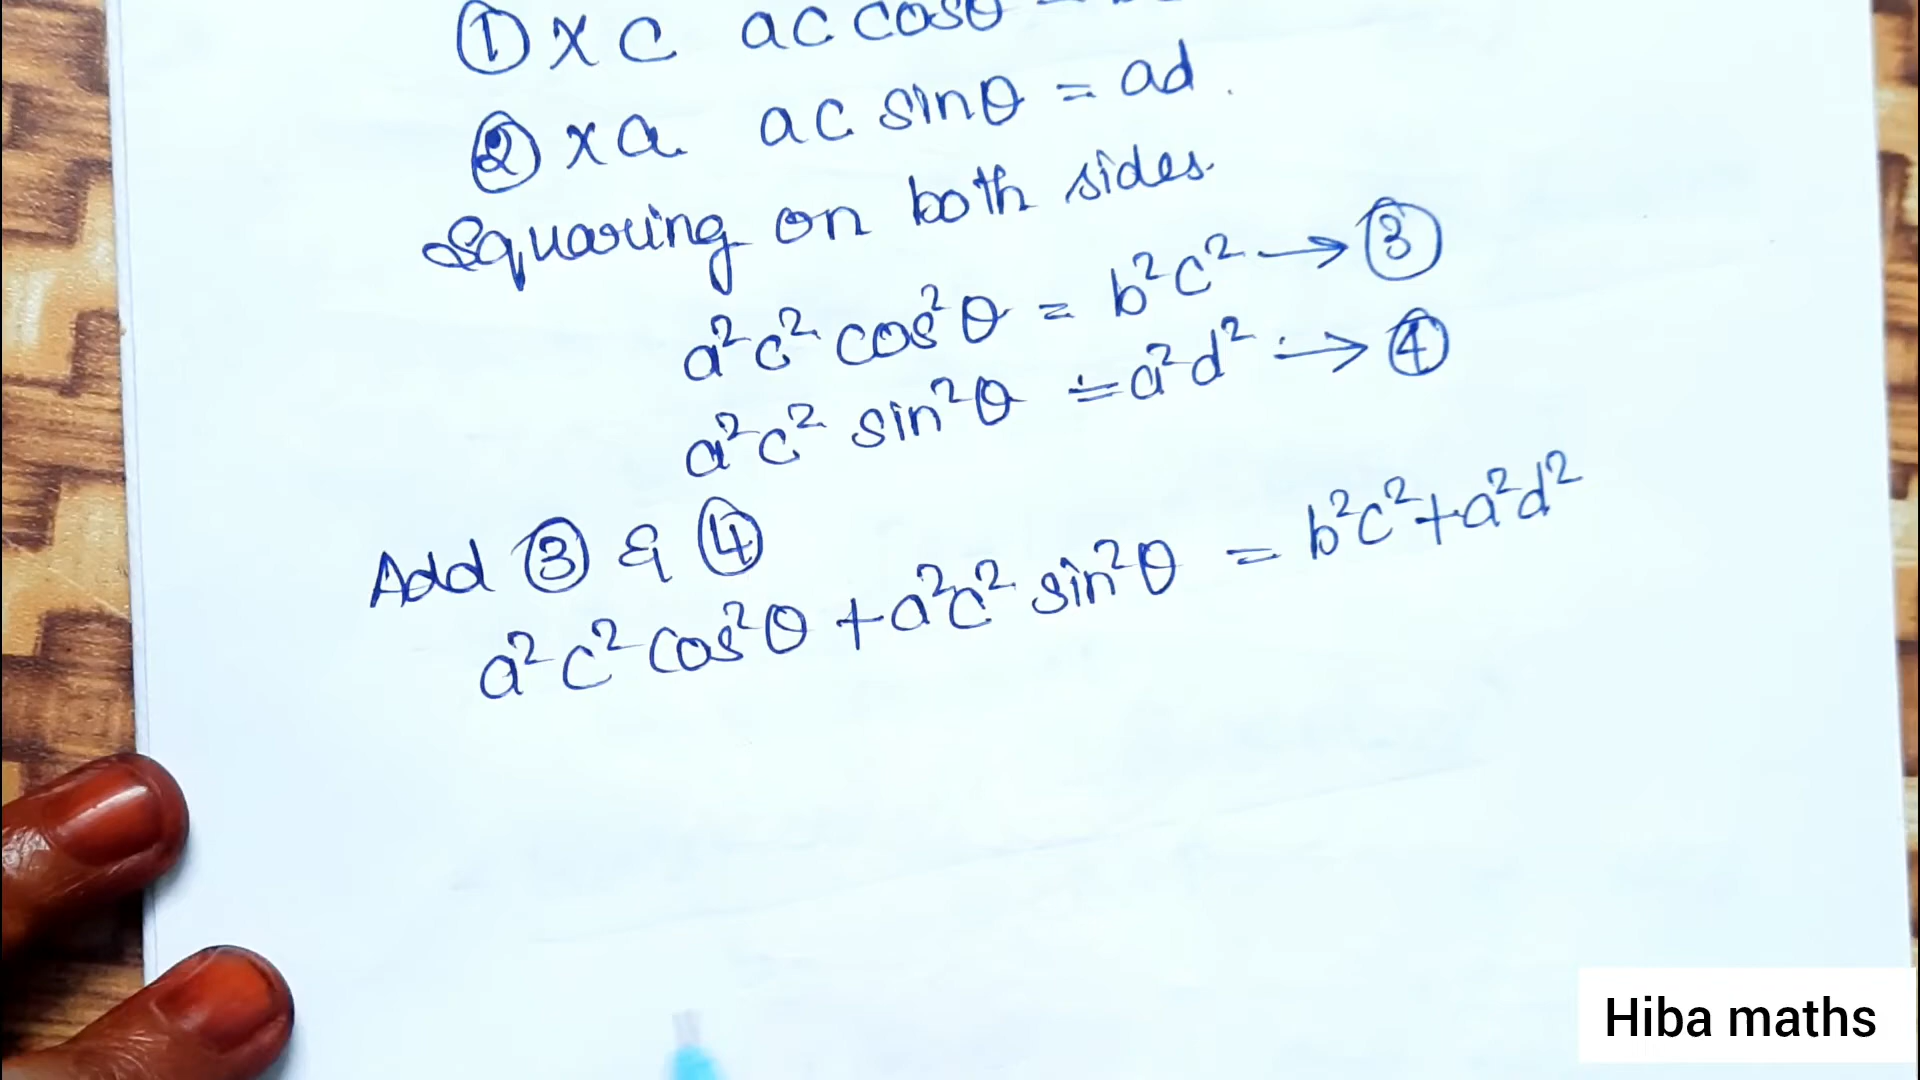 ① × c ac cosθ =
② × a ac sinθ = ad.
Squaring on both sides.
a²c² cos²θ = b²c² → ③
a²c² sin²θ = a²d² → ④
Add ③ & ④
a²c² cos²θ + a²c² sin²θ = b²c² + a²d²
Hiba maths